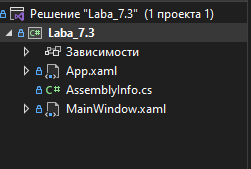 Решение "Laba_7.3" (1 проекта 1)
C# Laba_7.3
Зависимости
App.xaml
C# AssemblyInfo.cs
MainWindow.xaml